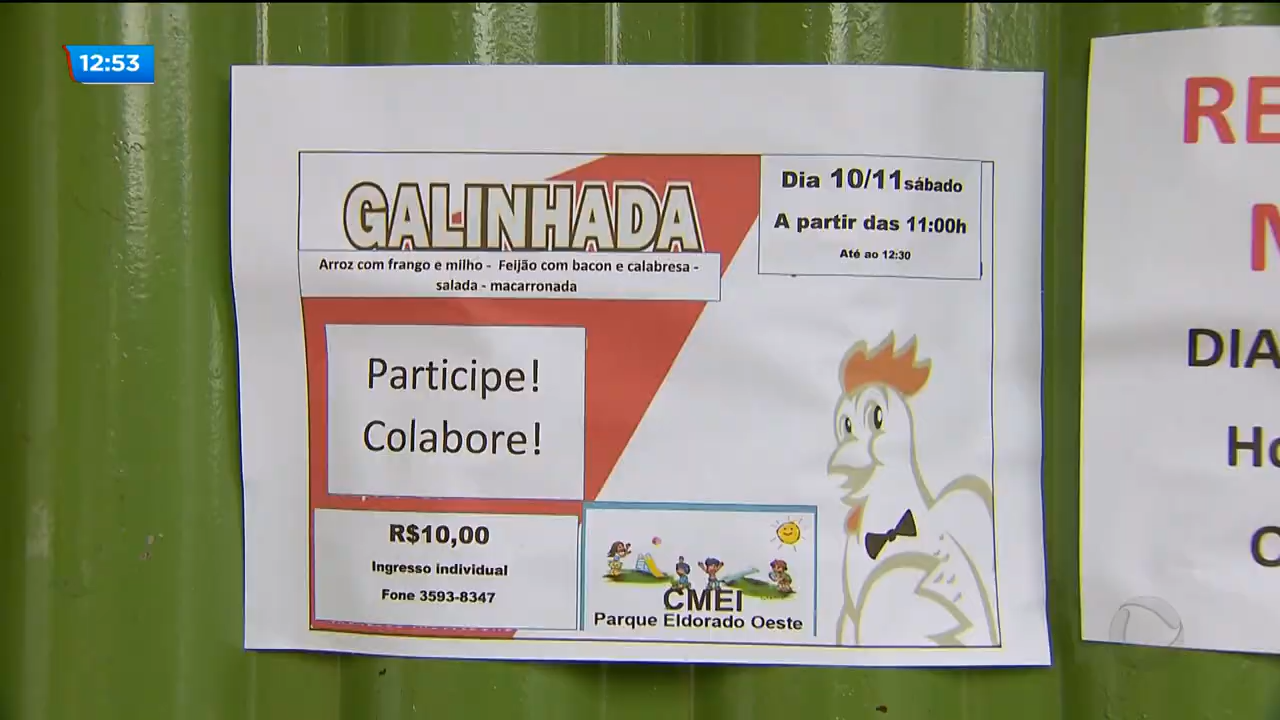 12:53
GALINHADA
Arroz com frango e milho - Feijão com bacon e calabresa -
salada - macarronada
Dia 10/11 sábado
A partir das 11:00h
Até ao 12:30
Participe!
Colabore!
R$10,00
Ingresso individual
Fone 3593-8347
CMEI
Parque Eldorado Oeste
RE
DIA
Ho